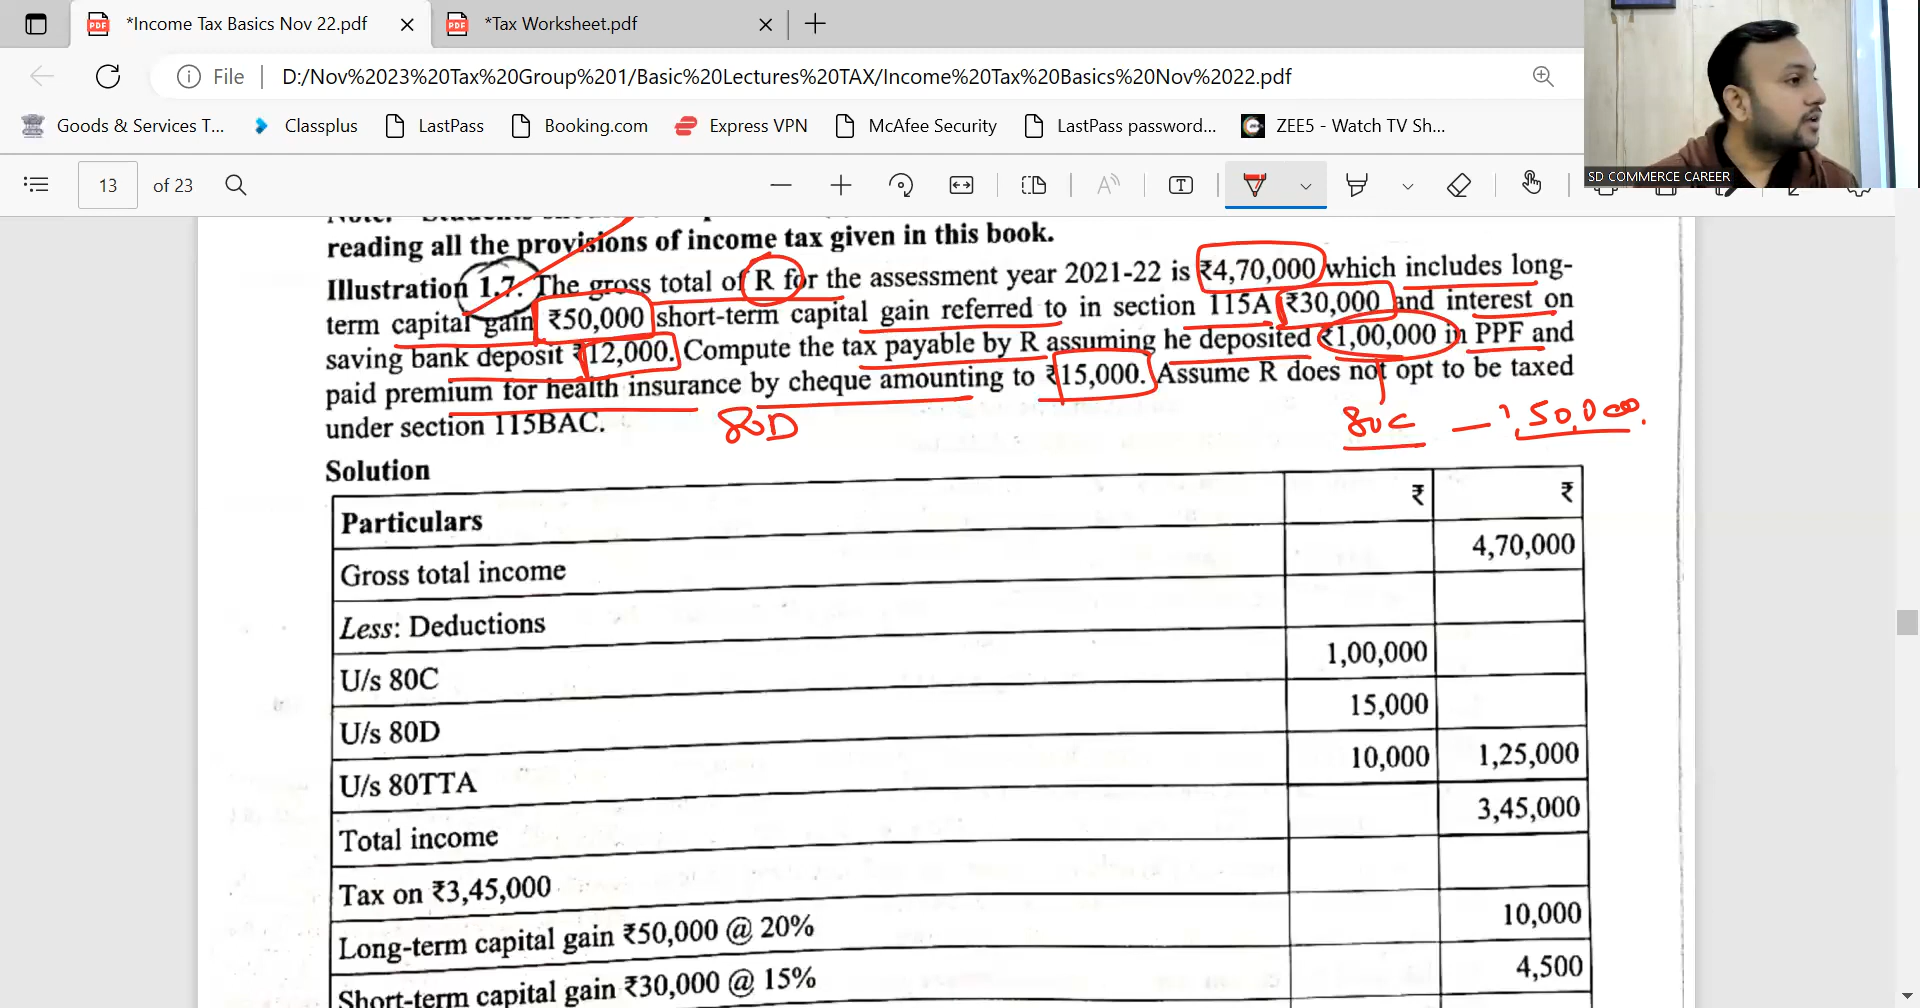 *Income Tax Basics Nov 22.pdf
*Tax Worksheet.pdf
File
D:/Nov%2023%20Tax%20Group%201/Basic%20Lectures%20TAX/Income%20Tax%20Basics%20Nov%2022.pdf
Goods & Services T... Classplus LastPass Booking.com Express VPN McAfee Security LastPass password... ZEE5 - Watch TV Sh...
SD COMMERCE CAREER
13 of 23
reading all the provisions of income tax given in this book.
Illustration 1.7. The gross total of R for the assessment year 2021-22 is ₹4,70,000 which includes long-
term capital gain ₹50,000 short-term capital gain referred to in section 115A ₹30,000 and interest on
saving bank deposit ₹12,000. Compute the tax payable by R assuming he deposited ₹1,00,000 in PPF and
paid premium for health insurance by cheque amounting to ₹15,000. Assume R does not opt to be taxed
under section 115BAC.
80D
80C — 1,50,000.
Solution
Particulars ₹ ₹
Gross total income 4,70,000
Less: Deductions
U/s 80C 1,00,000
U/s 80D 15,000
U/s 80TTA 10,000 1,25,000
Total income 3,45,000
Tax on ₹3,45,000
Long-term capital gain ₹50,000 @ 20% 10,000
Short-term capital gain ₹30,000 @ 15% 4,500